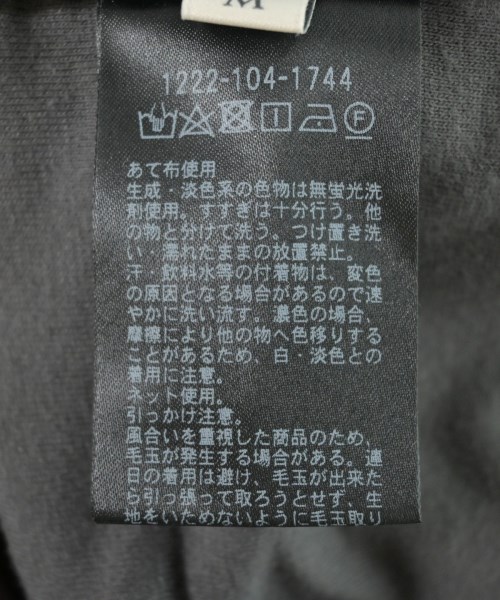 M
1222-104-1744
F
あて布使用
生成・淡色系の色物は無蛍光洗
剤使用。すすぎは十分行う。他
の物と分けて洗う。つけ置き洗
い・濡れたままの放置禁止。
汗・飲料水等の付着物は、変色
の原因となる場合があるので速
やかに洗い流す。濃色の場合、
摩擦により他の物へ色移りする
ことがあるため、白・淡色との
着用に注意。
ネット使用。
引っかけ注意。
風合いを重視した商品のため、
毛玉が発生する場合がある。連
日の着用は避け、毛玉が出来た
ら引っ張って取ろうとせず、生
地をいためないように毛玉取り